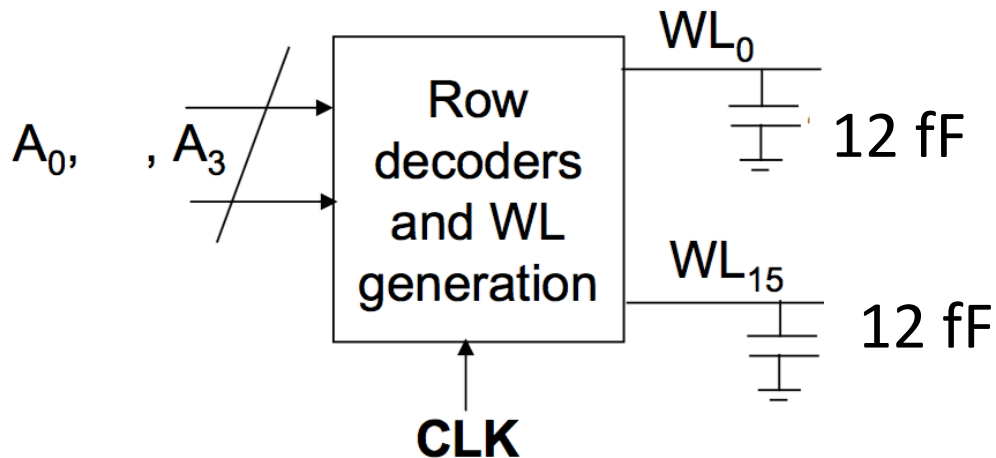 WL₀
Row
decoders
and WL
generation
A₀, , A₃
12 fF
WL₁₅
12 fF
CLK